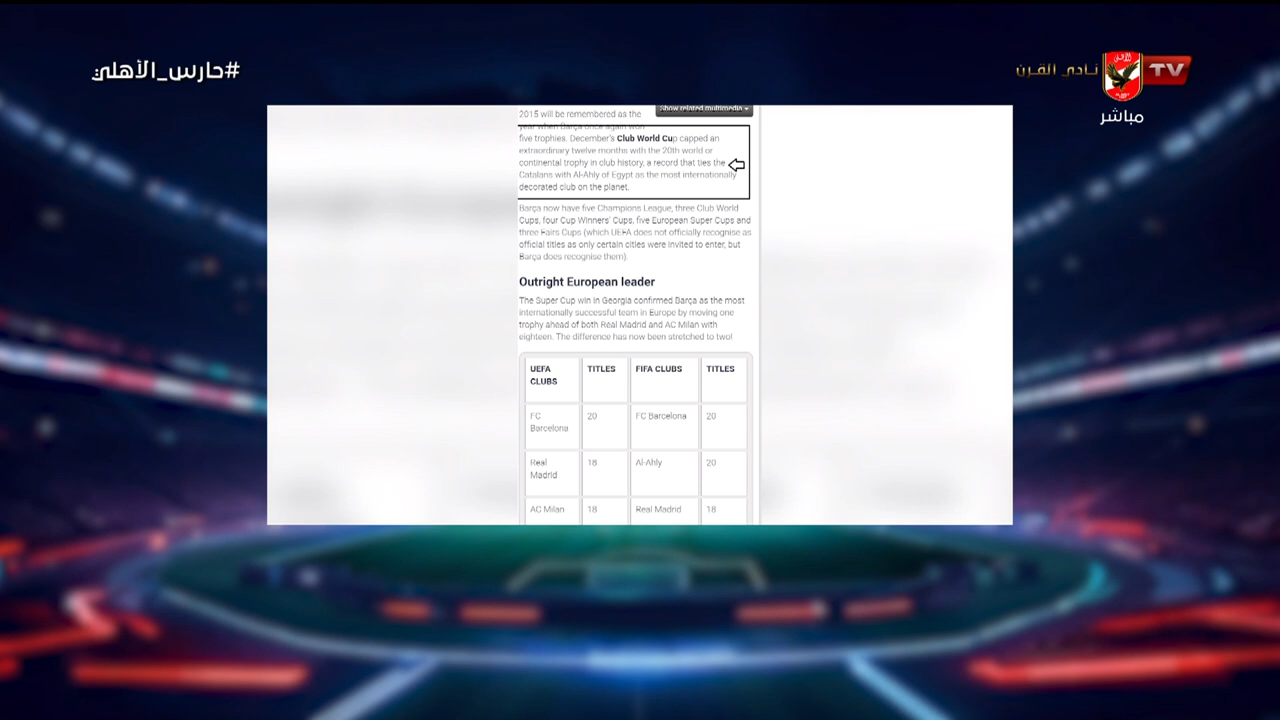 #حارس_الأهلي
نادي القرن
TV
مباشر
Show related multimedia
2015 will be remembered as the
year when Barça once again won
five trophies. December's Club World Cup capped an
extraordinary twelve months with the 20th world or
continental trophy in club history, a record that ties the
Catalans with Al-Ahly of Egypt as the most internationally
decorated club on the planet.
Barça now have five Champions League, three Club World
Cups, four Cup Winners' Cups, five European Super Cups and
three Fairs Cups (which UEFA does not officially recognise as
official titles as only certain cities were invited to enter, but
Barça does recognise them).
Outright European leader
The Super Cup win in Georgia confirmed Barça as the most
internationally successful team in Europe by moving one
trophy ahead of both Real Madrid and AC Milan with
eighteen. The difference has now been stretched to two!
UEFA CLUBS TITLES FIFA CLUBS TITLES
FC Barcelona 20 FC Barcelona 20
Real Madrid 18 Al-Ahly 20
AC Milan 18 Real Madrid 18